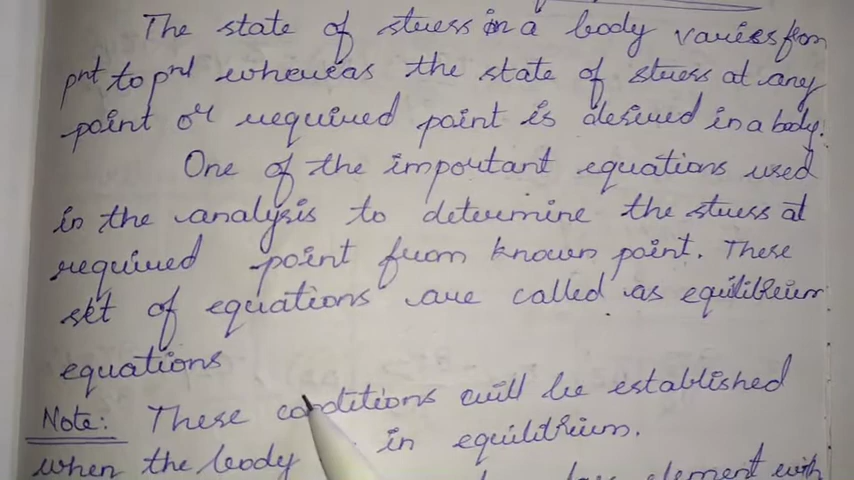 The state of stress in a body varies from
pnt to pnt whereas the state of stress at any
point or required point is desired in a body.
One of the important equations used
in the analysis to determine the stress at
required point from known point. These
set of equations are called as equilibrium
equations
Note: These conditions will be established
when the body in equilibrium.
element with